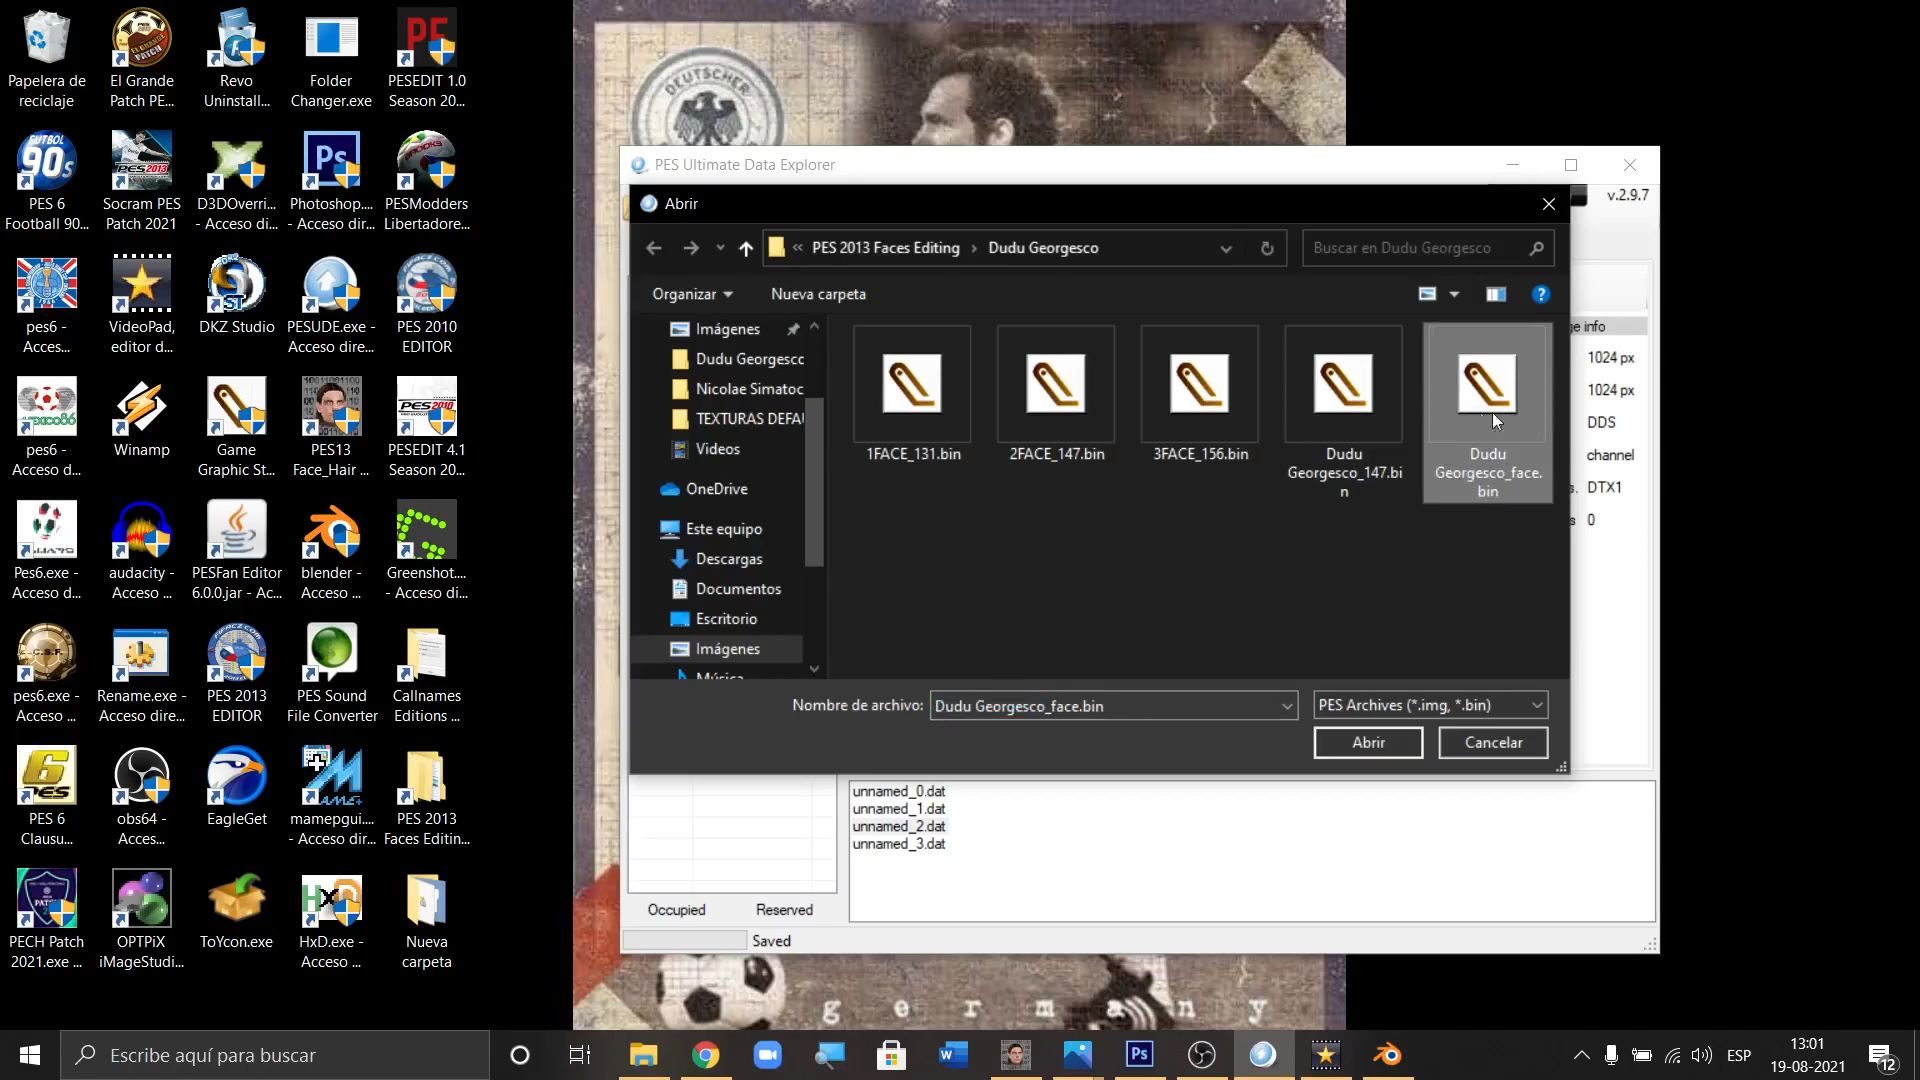 Papelera de
reciclaje
El Grande
Patch PE...
Revo
Uninstall...
Folder
Changer.exe
PESEDIT 1.0
Season 20...
PES 6
Football 90...
Socram PES
Patch 2021
D3DOverri...
- Acceso di...
Photoshop....
- Acceso dir...
PESModders
Libertadore...
pes6 -
Acces...
VideoPad,
editor d...
DKZ Studio
PESUDE.exe -
Acceso dire...
PES 2010
EDITOR
pes6 -
Acceso d...
Winamp
Game
Graphic St...
PES13
Face_Hair ...
PESEDIT 4.1
Season 20...
Pes6.exe -
Acceso d...
audacity -
Acceso ...
PESFan Editor
6.0.0.jar - Ac...
blender -
Acceso ...
Greenshot....
- Acceso di...
pes6.exe -
Acceso ...
Rename.exe -
Acceso dire...
PES 2013
EDITOR
PES Sound
File Converter
Callnames
Editions ...
PES 6
Clausu...
obs64 -
Acces...
EagleGet
mamepgui....
- Acceso dir...
PES 2013
Faces Editin...
PECH Patch
2021.exe ...
OPTPiX
iMageStudi...
ToYcon.exe
HxD.exe -
Acceso ...
Nueva
carpeta
DEUTSCHER
PES Ultimate Data Explorer
v.2.9.7
Abrir
« PES 2013 Faces Editing › Dudu Georgesco
Buscar en Dudu Georgesco
Organizar
Nueva carpeta
Imágenes
Dudu Georgesco
Nicolae Simatoc
TEXTURAS DEFAU
Videos
OneDrive
Este equipo
Descargas
Documentos
Escritorio
Imágenes
Música
1FACE_131.bin
2FACE_147.bin
3FACE_156.bin
Dudu
Georgesco_147.bi
n
Dudu
Georgesco_face.
bin
ge info
1024 px
1024 px
DDS
channel
s. DTX1
s 0
Nombre de archivo:
Dudu Georgesco_face.bin
PES Archives (*.img, *.bin)
Abrir
Cancelar
unnamed_0.dat
unnamed_1.dat
unnamed_2.dat
unnamed_3.dat
Occupied
Reserved
Saved
germany
Escribe aquí para buscar
ESP
13:01
19-08-2021
12